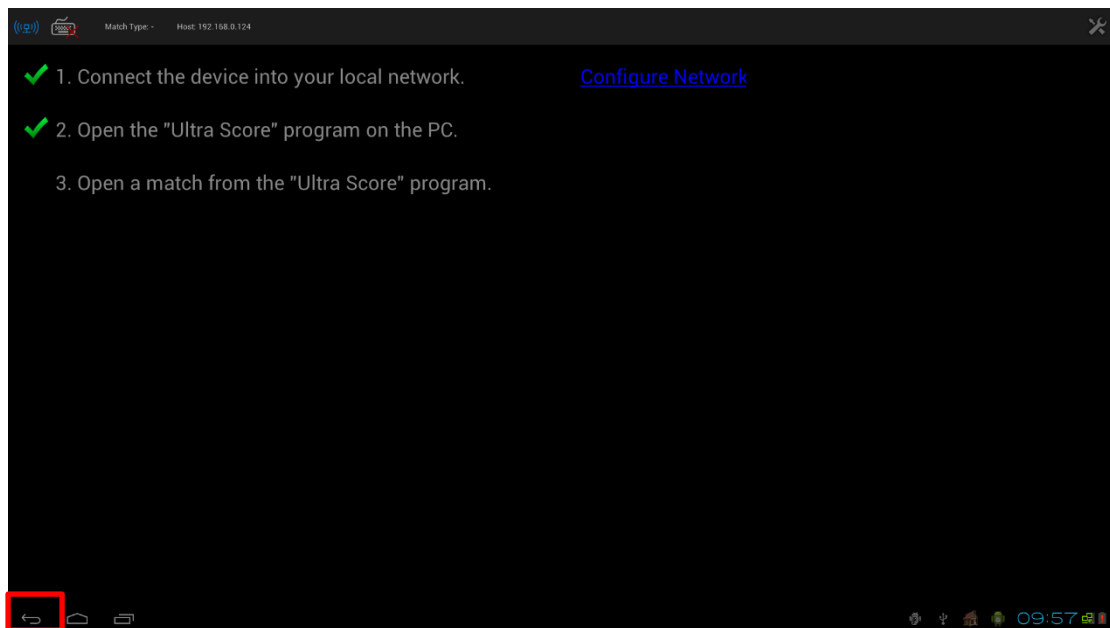 Match Type: - Host: 192.168.0.124
1. Connect the device into your local network. Configure Network
2. Open the "Ultra Score" program on the PC.
3. Open a match from the "Ultra Score" program.
09:57